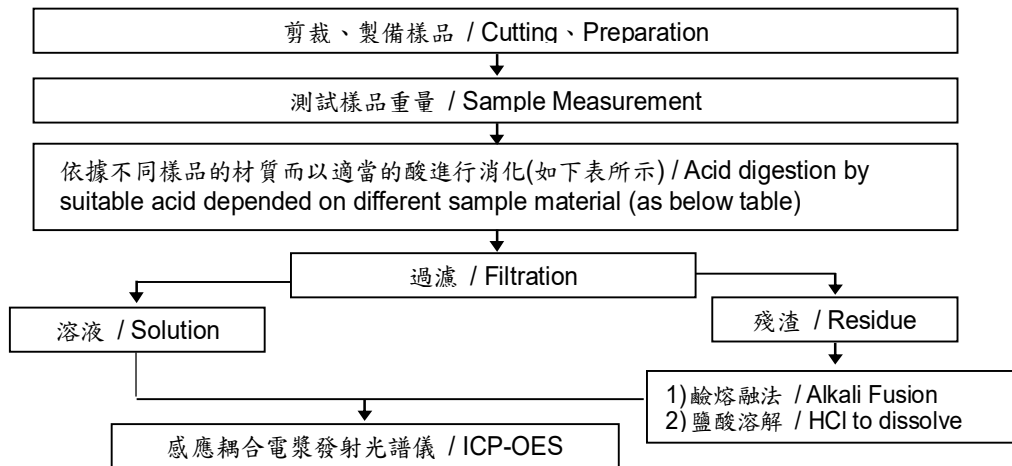 剪裁、製備樣品 / Cutting、Preparation
測試樣品重量 / Sample Measurement
依據不同樣品的材質而以適當的酸進行消化(如下表所示) / Acid digestion by
suitable acid depended on different sample material (as below table)
過濾 / Filtration
溶液 / Solution
殘渣 / Residue
1)鹼熔融法 / Alkali Fusion
2)鹽酸溶解 / HCl to dissolve
感應耦合電漿發射光譜儀 / ICP-OES